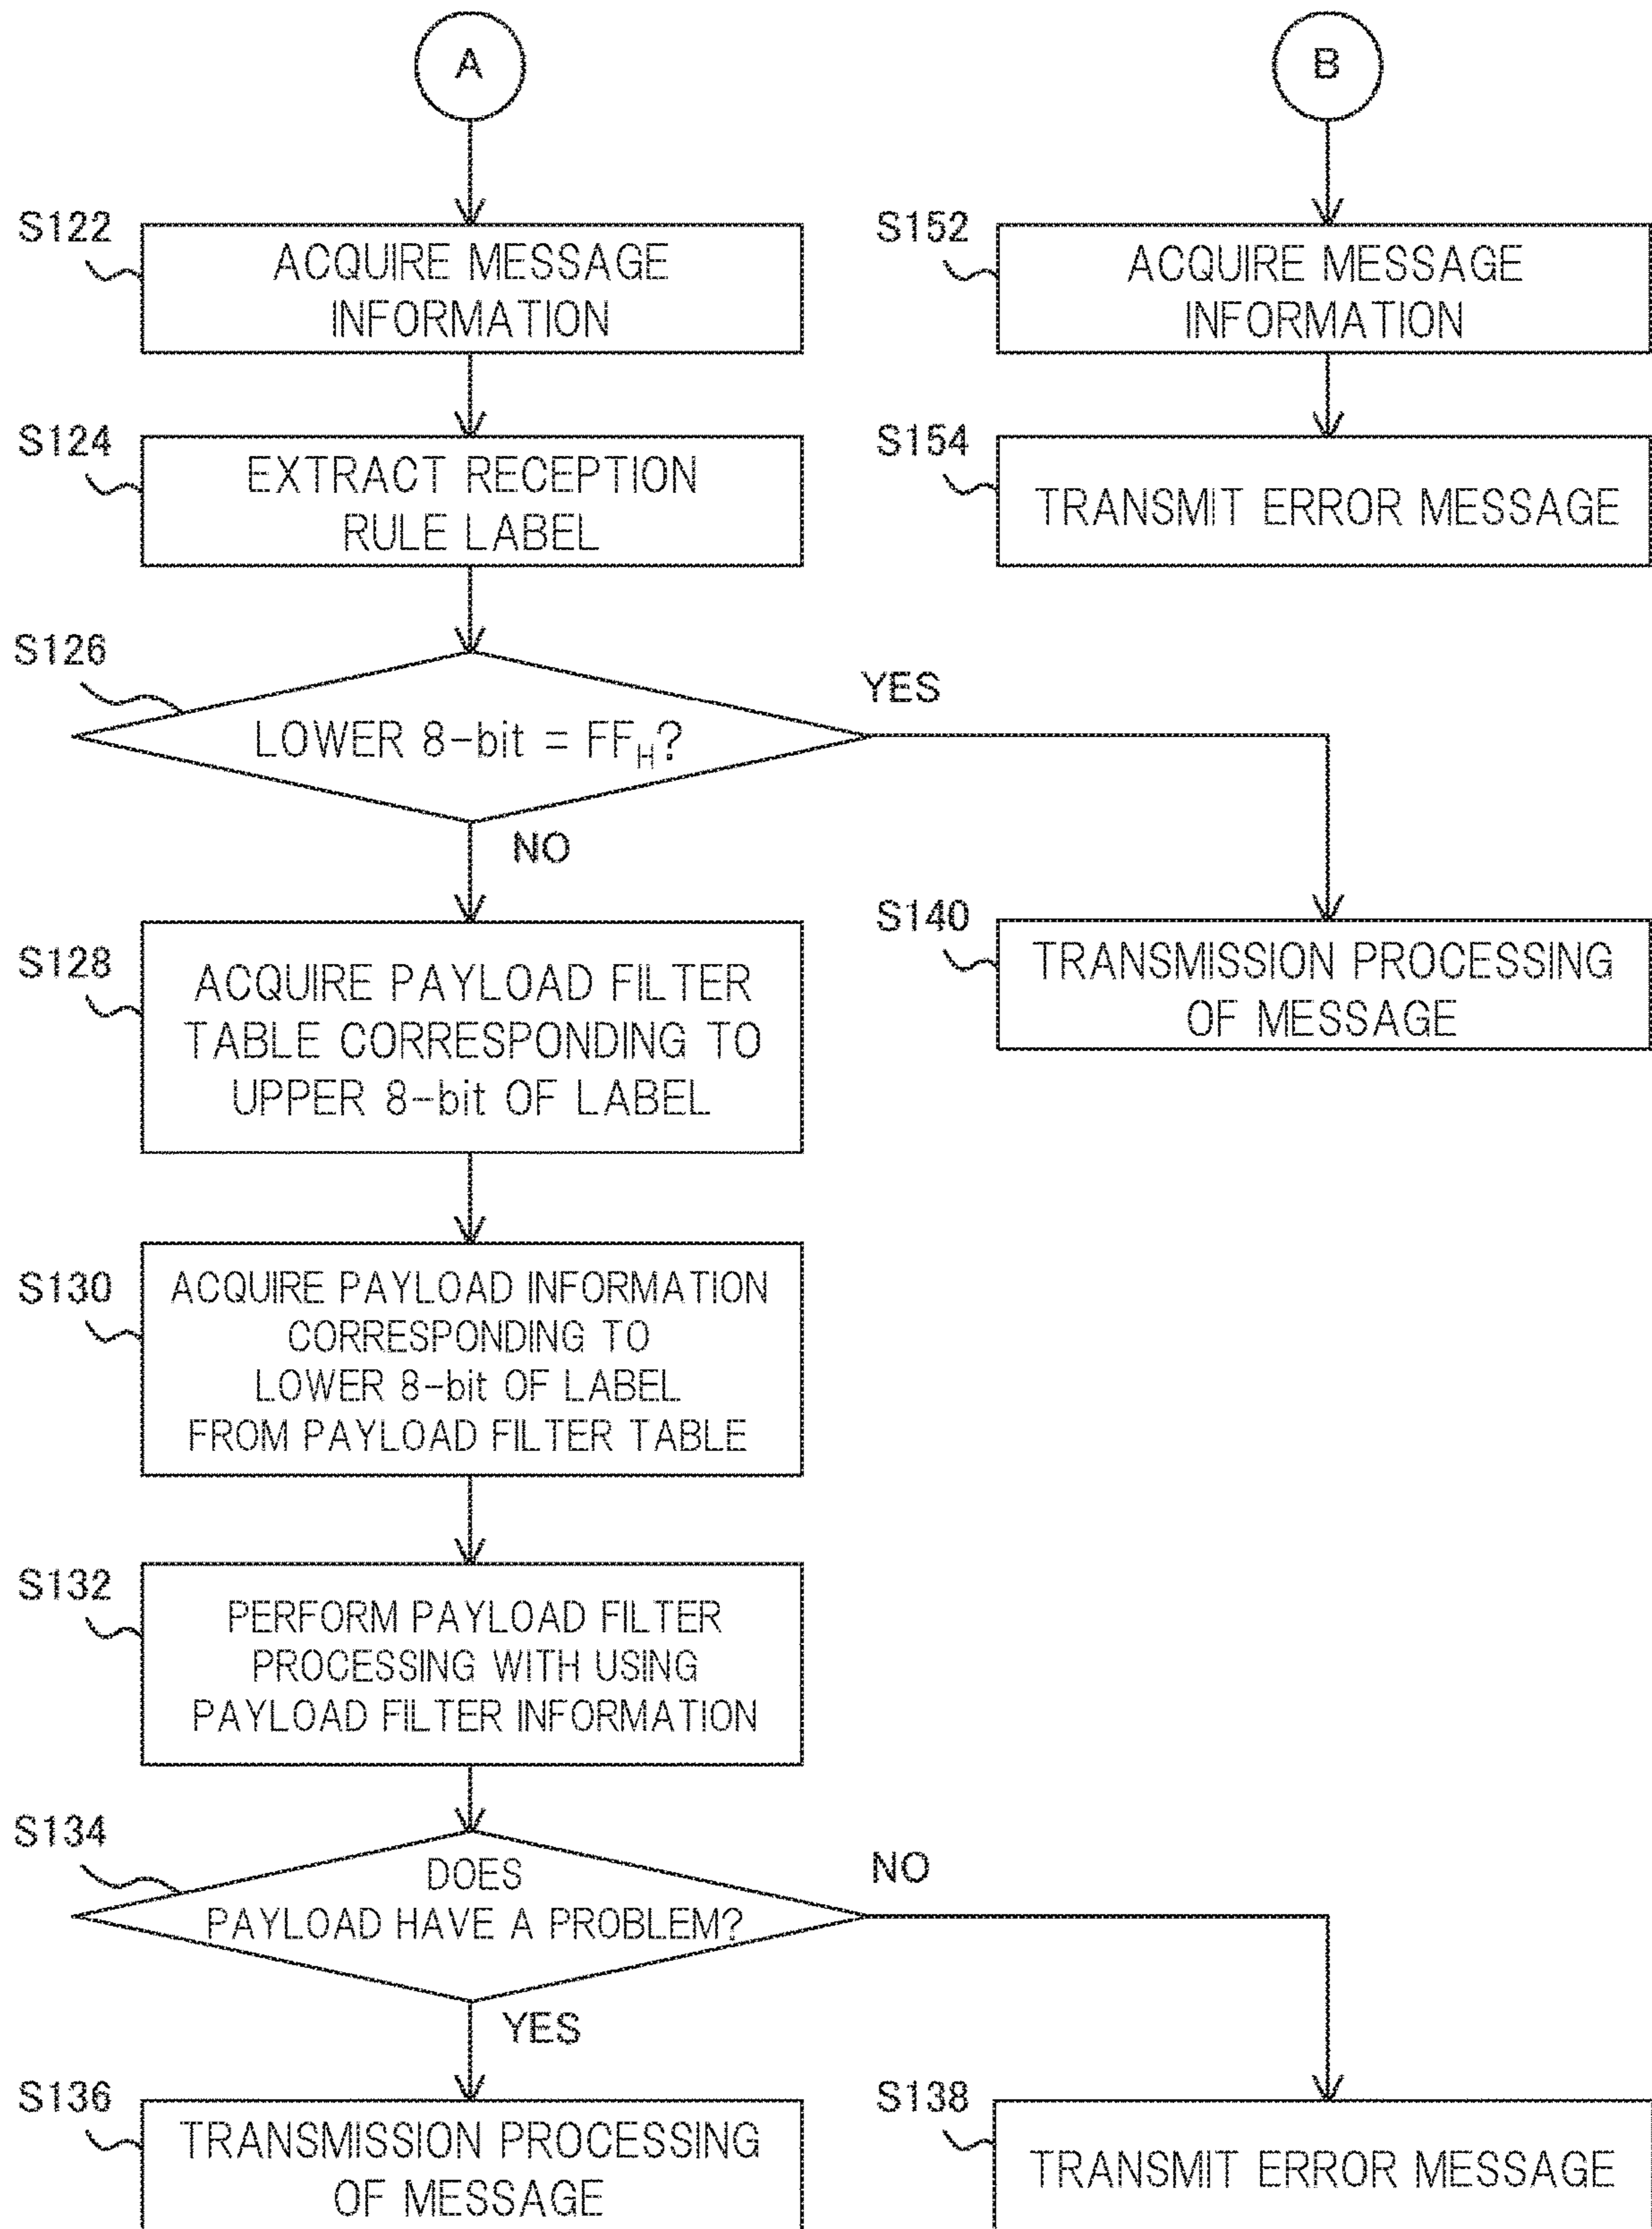 A
B
S122
ACQUIRE MESSAGE
INFORMATION
S152
ACQUIRE MESSAGE
INFORMATION
S124
EXTRACT RECEPTION
RULE LABEL
S154
TRANSMIT ERROR MESSAGE
S126
LOWER 8-bit = FFH?
YES
NO
S128
ACQUIRE PAYLOAD FILTER
TABLE CORRESPONDING TO
UPPER 8-bit OF LABEL
S140
TRANSMISSION PROCESSING
OF MESSAGE
S130
ACQUIRE PAYLOAD INFORMATION
CORRESPONDING TO
LOWER 8-bit OF LABEL
FROM PAYLOAD FILTER TABLE
S132
PERFORM PAYLOAD FILTER
PROCESSING WITH USING
PAYLOAD FILTER INFORMATION
S134
DOES
PAYLOAD HAVE A PROBLEM?
NO
YES
S136
TRANSMISSION PROCESSING
OF MESSAGE
S138
TRANSMIT ERROR MESSAGE